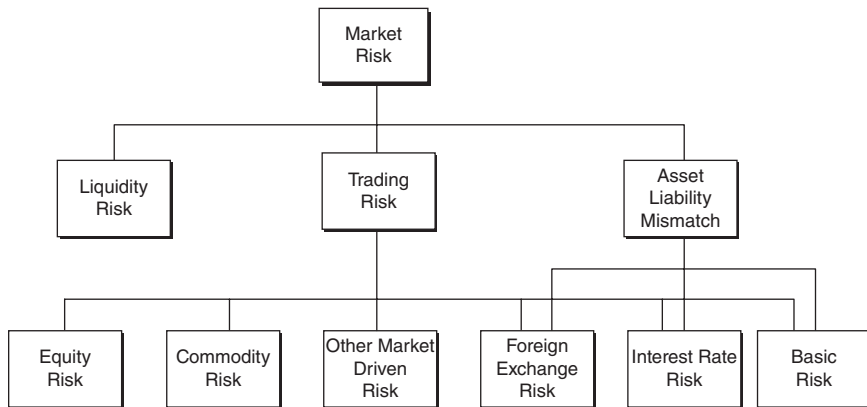 Market
Risk
Liquidity
Risk
Trading
Risk
Asset
Liability
Mismatch
Equity
Risk
Commodity
Risk
Other Market
Driven
Risk
Foreign
Exchange
Risk
Interest Rate
Risk
Basic
Risk